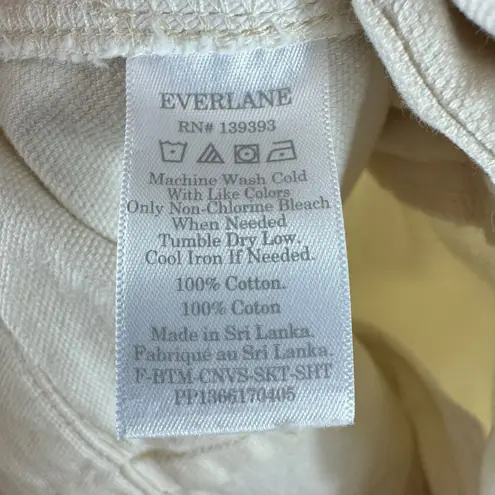 EVERLANE
RN# 139393
Machine Wash Cold
With Like Colors
Only Non-Chlorine Bleach
When Needed
Tumble Dry Low.
Cool Iron If Needed.
100% Cotton.
100% Coton
Made in Sri Lanka.
Fabriqué au Sri Lanka.
F-BTM-CNVS-SKT-SHT
PP1366170405